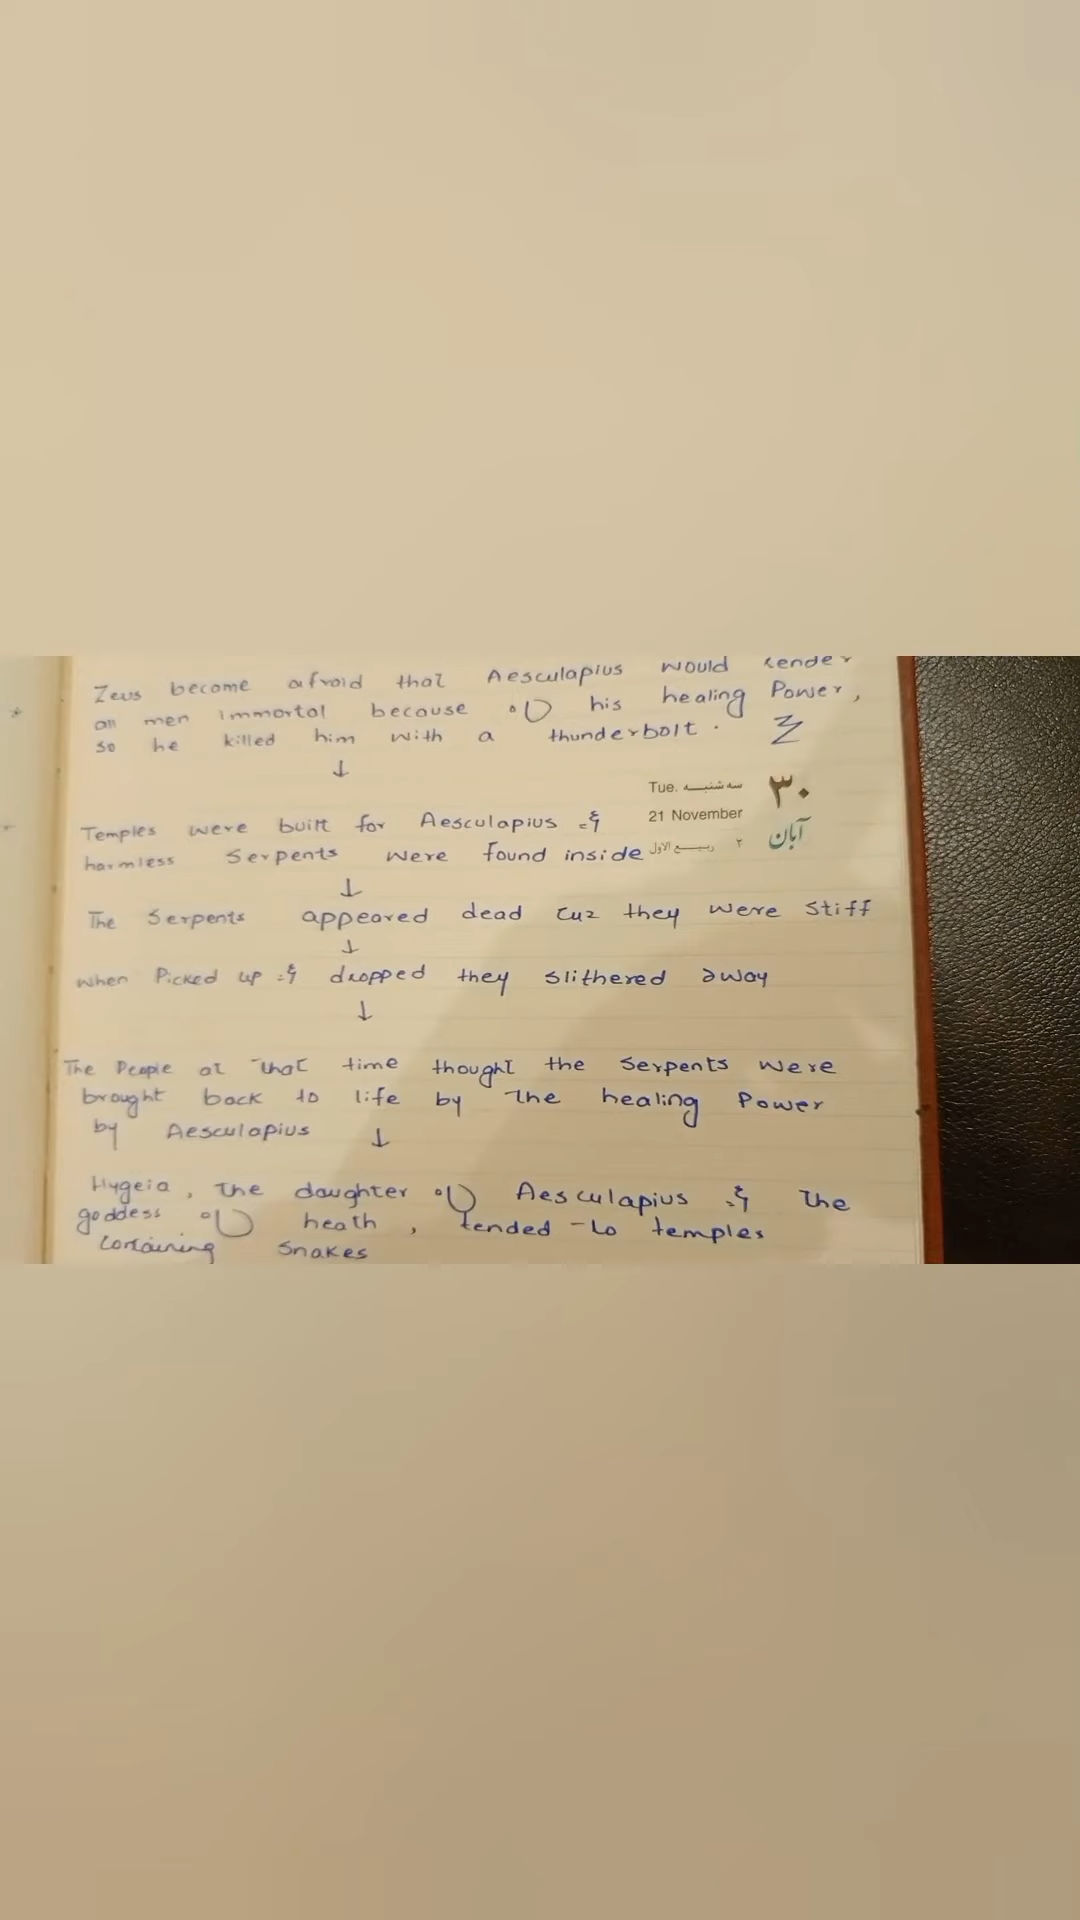 Zeus become afraid that Aesculapius would render
all men immortal because of his healing Power,
so he killed him with a thunderbolt.
↓
Tue. سه شنبه ۳۰
21 November
۲ ربیع الاول آبان
Temples were built for Aesculapius &
harmless Serpents were found inside
↓
The Serpents appeared dead cuz they were stiff
↓
when Picked up & dropped they slithered away
↓
The People at that time thought the Serpents were
brought back to life by the healing Power
by Aesculapius ↓
Hygeia, The daughter of Aesculapius & The
goddess of heath, tended to temples
containing snakes